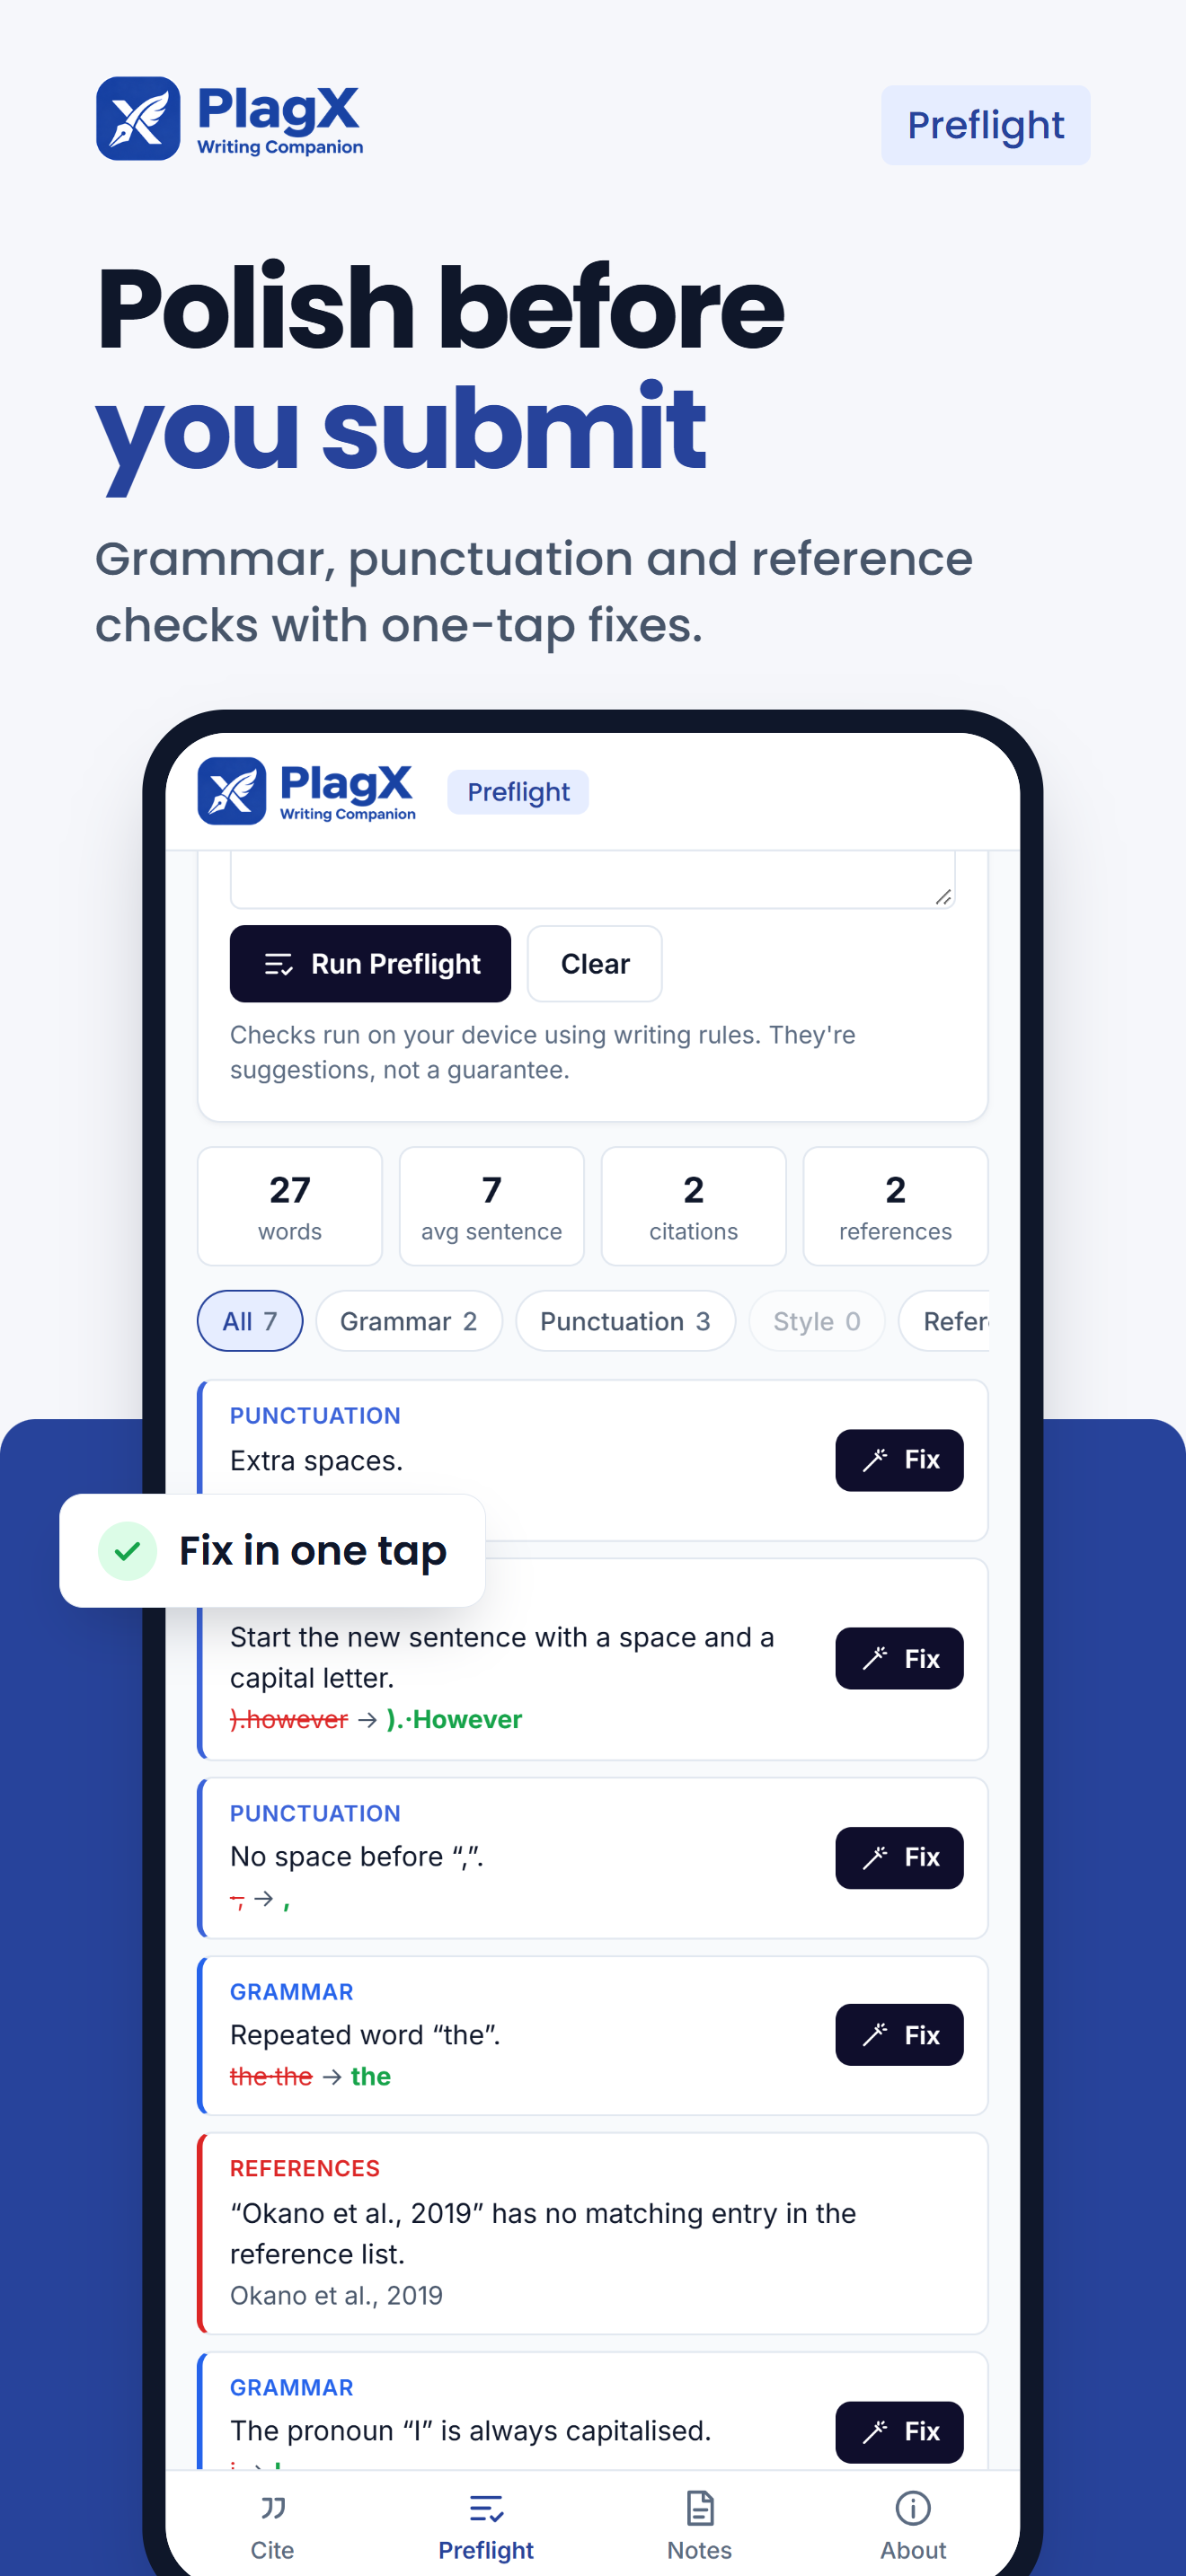 PlagX
Writing Companion
Preflight
Polish before
you submit
Grammar, punctuation and reference
checks with one-tap fixes.
PlagX
Writing Companion
Preflight
Run Preflight
Clear
Checks run on your device using writing rules. They're
suggestions, not a guarantee.
27
words
7
avg sentence
2
citations
2
references
All 7
Grammar 2
Punctuation 3
Style 0
Refer
PUNCTUATION
Extra spaces.
Fix
Fix in one tap
Start the new sentence with a space and a
capital letter.
).however → ).·However
Fix
PUNCTUATION
No space before “,”.
·, → ,
Fix
GRAMMAR
Repeated word “the”.
the·the → the
Fix
REFERENCES
“Okano et al., 2019” has no matching entry in the
reference list.
Okano et al., 2019
GRAMMAR
The pronoun “I” is always capitalised.
Fix
Cite
Preflight
Notes
About